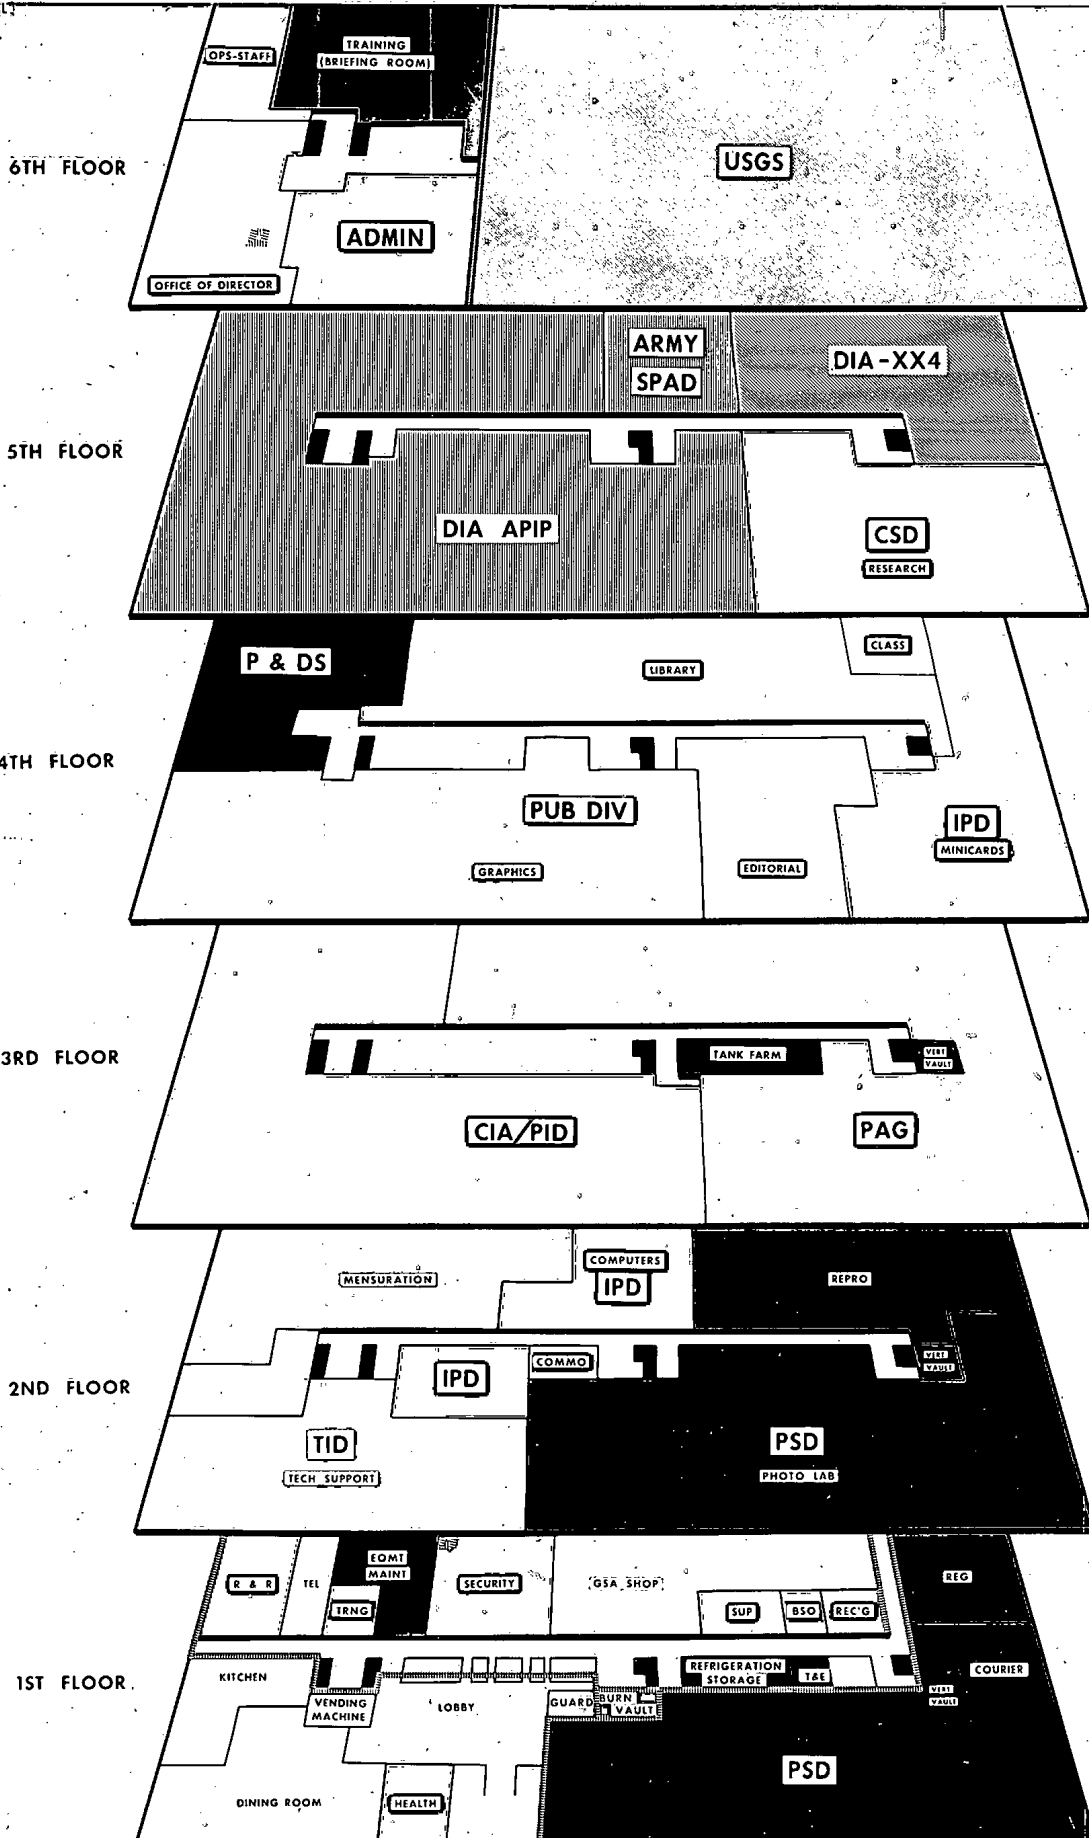 OPS-STAFF
TRAINING
(BRIEFING ROOM)
6TH FLOOR
USGS
ADMIN
OFFICE OF DIRECTOR
ARMY
SPAD
DIA-XX4
5TH FLOOR
DIA APIP
CSD
RESEARCH
P & DS
LIBRARY
CLASS
4TH FLOOR
PUB DIV
GRAPHICS
EDITORIAL
IPD
MINICARDS
3RD FLOOR
TANK FARM
VERT
VAULT
CIA/PID
PAG
MENSURATION
COMPUTERS
IPD
REPRO
2ND FLOOR
IPD
COMMO
VERT
VAULT
TID
TECH SUPPORT
PSD
PHOTO LAB
R & R
TEL
EQMT
MAINT
TRNG
SECURITY
GSA SHOP
SUP
BSO
REC'G
REG
1ST FLOOR
KITCHEN
VENDING
MACHINE
LOBBY
GUARD
BURN
VAULT
REFRIGERATION
STORAGE
T&E
COURIER
VERT
VAULT
PSD
DINING ROOM
HEALTH